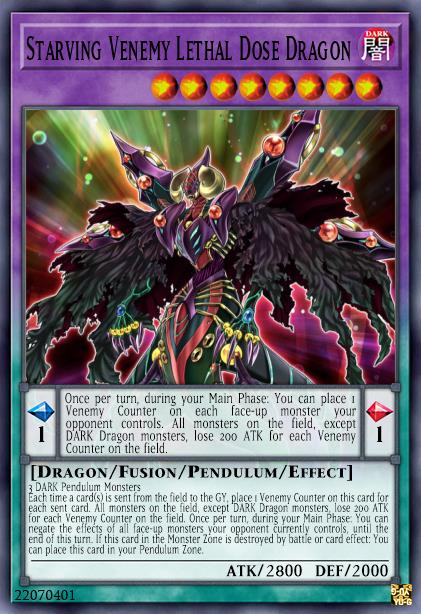 STARVING VENEMY LETHAL DOSE DRAGON
DARK
闇
Once per turn, during your Main Phase: You can place 1
Venemy Counter on each face-up monster your
opponent controls. All monsters on the field, except
DARK Dragon monsters, lose 200 ATK for each Venemy
Counter on the field.
1
1
[DRAGON/FUSION/PENDULUM/EFFECT]
3 DARK Pendulum Monsters
Each time a card(s) is sent from the field to the GY, place 1 Venemy Counter on this card for
each sent card. All monsters on the field, except DARK Dragon monsters, lose 200 ATK
for each Venemy Counter on the field. Once per turn, during your Main Phase: You can
negate the effects of all face-up monsters your opponent currently controls, until the
end of this turn. If this card in the Monster Zone is destroyed by battle or card effect: You
can place this card in your Pendulum Zone.
ATK/2800 DEF/2000
22070401